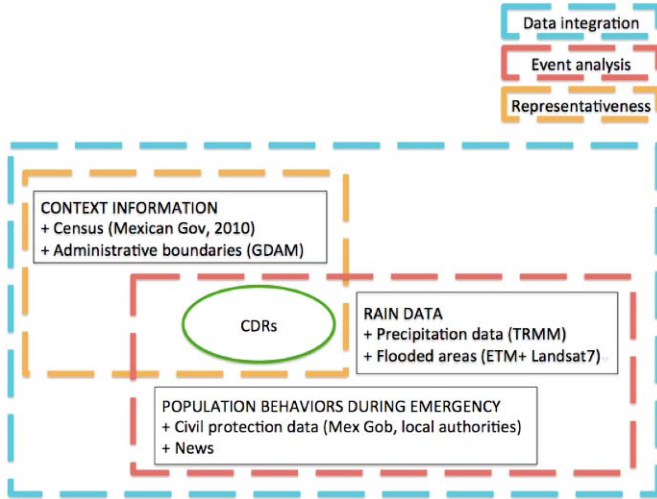 Data integration
Event analysis
Representativeness
CONTEXT INFORMATION
+ Census (Mexican Gov, 2010)
+ Administrative boundaries (GDAM)
CDRs
RAIN DATA
+ Precipitation data (TRMM)
+ Flooded areas (ETM+ Landsat7)
POPULATION BEHAVIORS DURING EMERGENCY
+ Civil protection data (Mex Gob, local authorities)
+ News